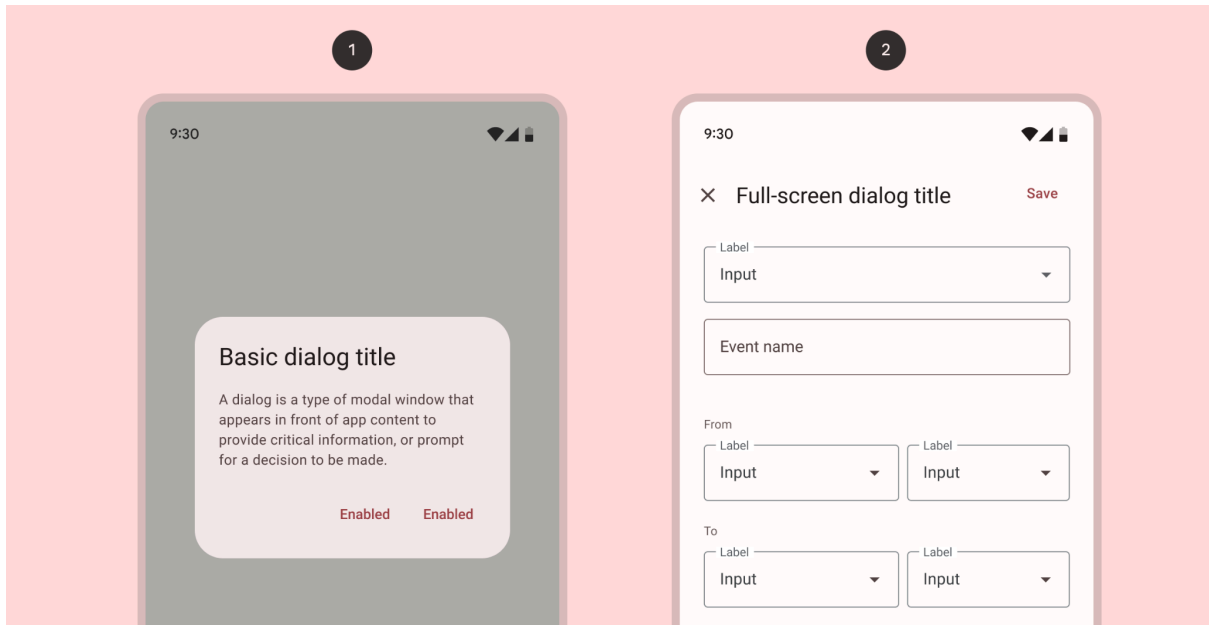 1
9:30
Basic dialog title
A dialog is a type of modal window that
appears in front of app content to
provide critical information, or prompt
for a decision to be made.
Enabled Enabled
2
9:30
Full-screen dialog title Save
Label
Input
Event name
From
Label Label
Input Input
To
Label Label
Input Input